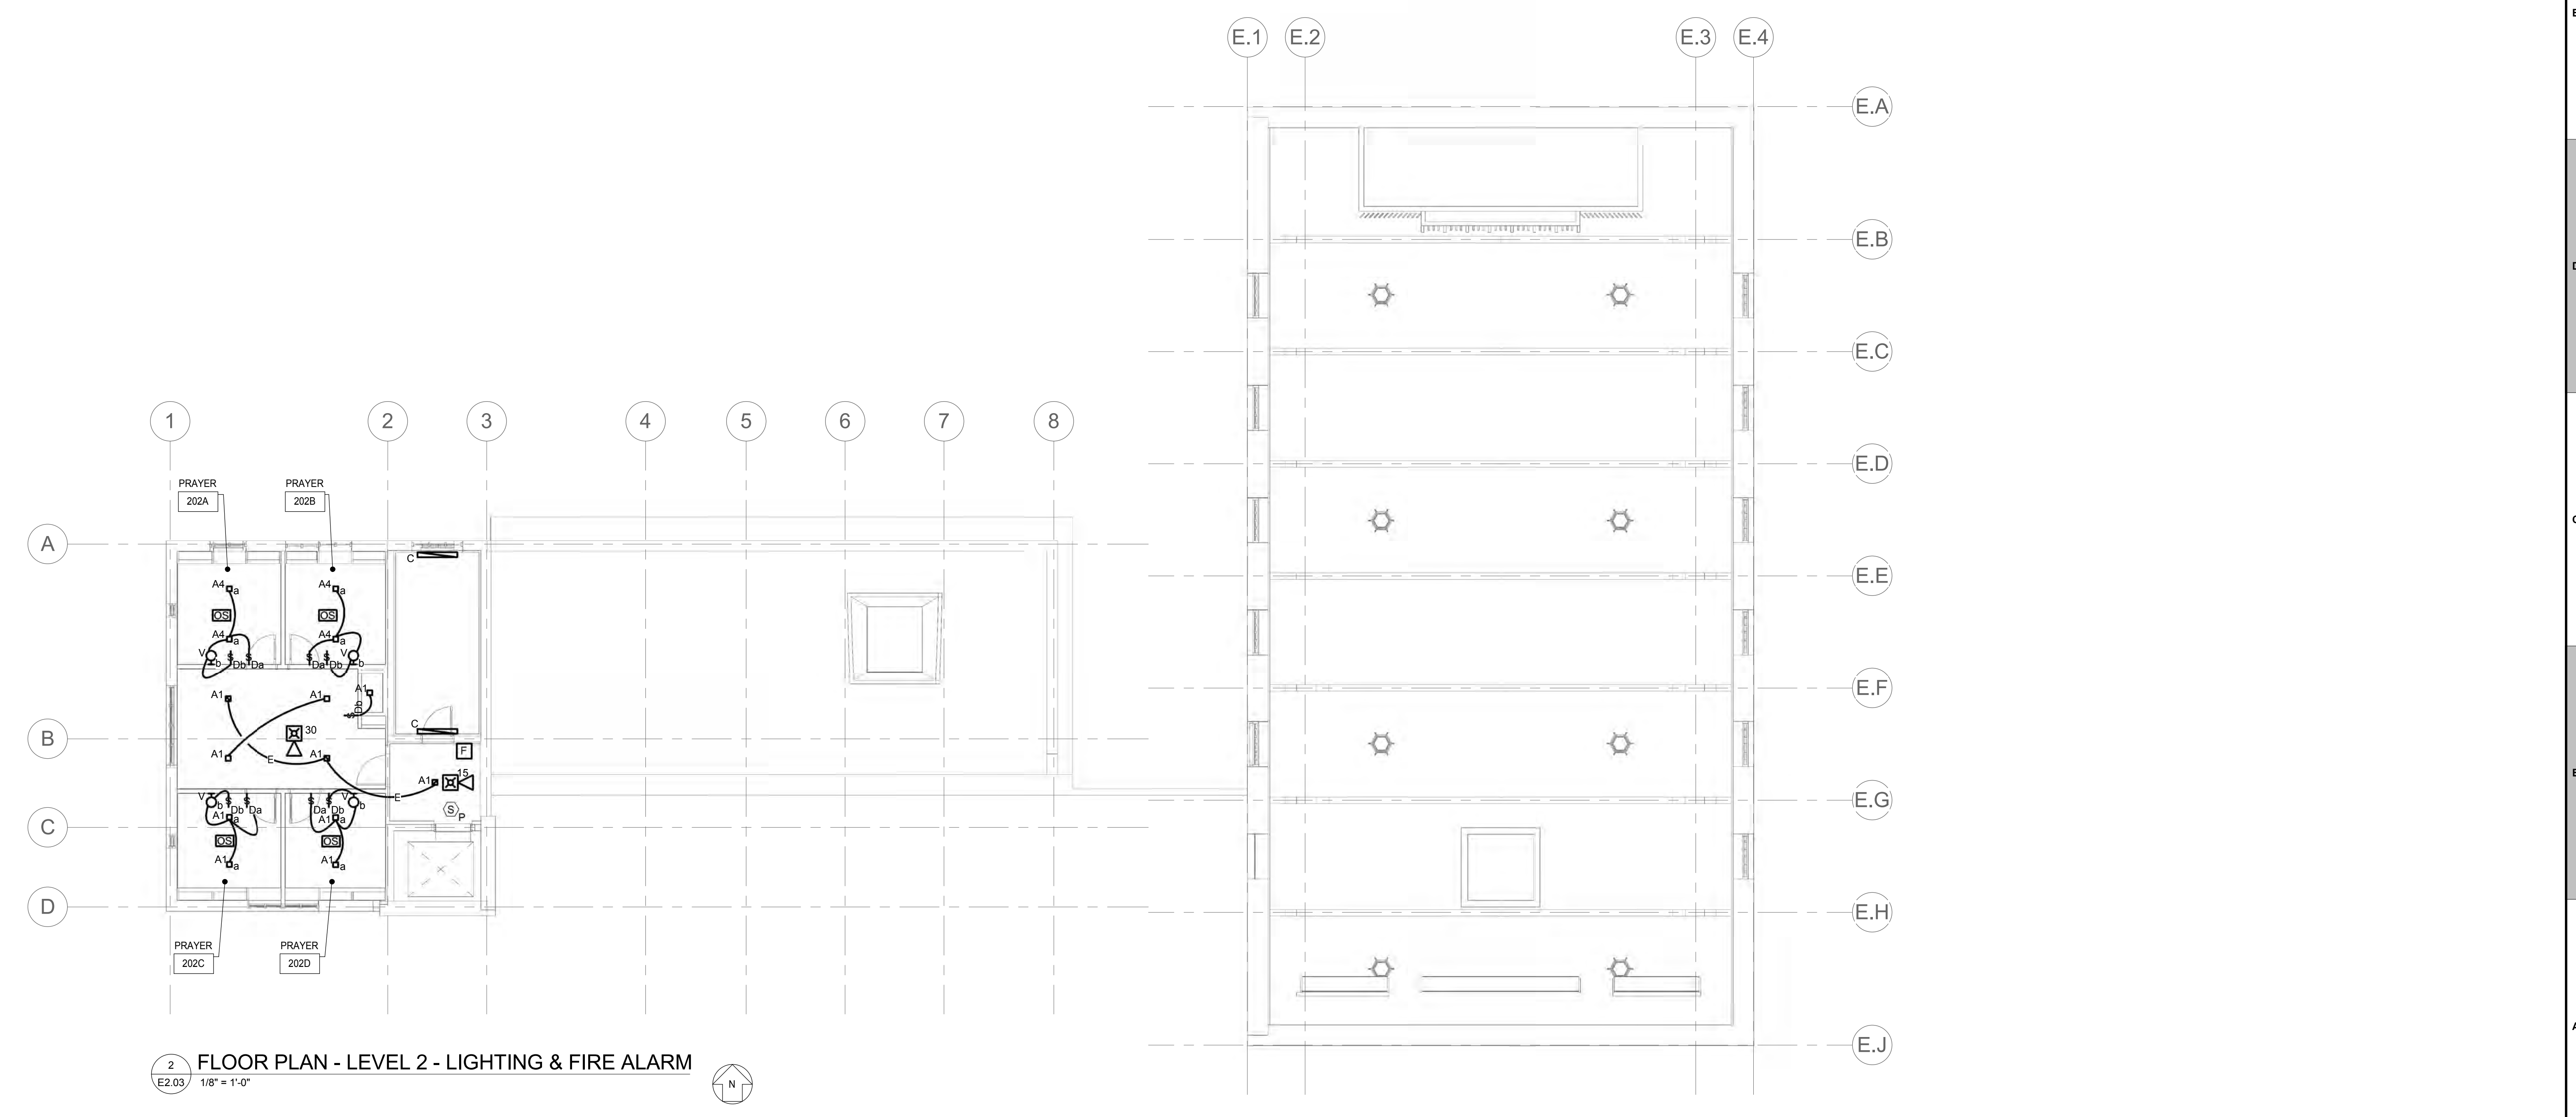 E.1 E.2 E.3 E.4
E.A
E.B
E.C
E.D
E.E
E.F
E.G
E.H
E.J
1 2 3 4 5 6 7 8
A
B
C
D
PRAYER
202A
PRAYER
202B
C
A4 a
A4 a
OS
OS
A4 a
A4 a
V b $ Db $ Da
$ Da $ Db V b
A1
A1
A1
$ Db
30
C
F
A1
A1
E
15
A1
E
S P
V b $ Db $ Da
$ Da $ Db V b
A1 a
A1 a
OS
OS
A1 a
A1 a
PRAYER
202C
PRAYER
202D
2
E2.03
FLOOR PLAN - LEVEL 2 - LIGHTING & FIRE ALARM
1/8" = 1'-0"
N